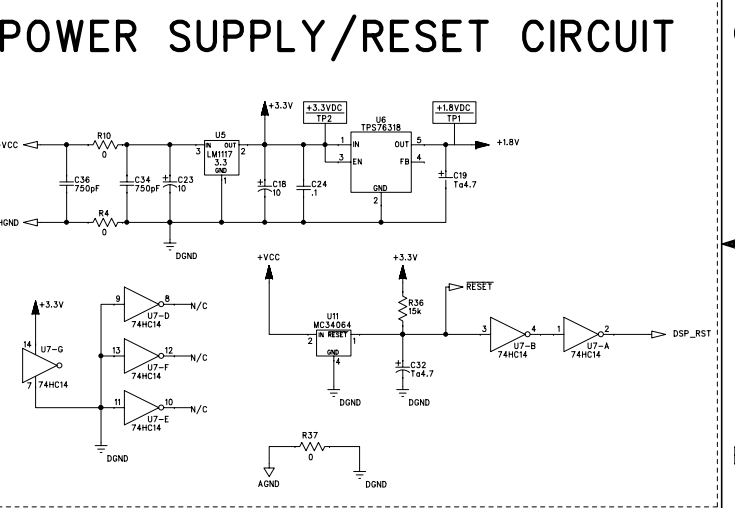 POWER SUPPLY/RESET CIRCUIT
+3.3V
+3.3VDC
TP2
U6
TPS76318
+1.8VDC
TP1
VCC
R10
0
3 IN OUT 2
U5
LM1117
3.3
GND
1
1 IN OUT 5
3 EN FB 4
GND
2
+1.8V
C36
750pF
C34
750pF
C23
10
C18
10
C24
.1
C19
Ta4.7
R4
0
DGND
HGND
+3.3V
14
U7-G
74HC14
7
9 8 N/C
U7-D
74HC14
13 12 N/C
U7-F
74HC14
11 10 N/C
U7-E
74HC14
DGND
+VCC
+3.3V
RESET
U11
MC34064
2 IN RESET 1
GND
4
DGND
R36
15k
C32
Ta4.7
DGND
3 4
U7-B
74HC14
1 2
U7-A
74HC14
DSP_RST
R37
0
AGND
DGND